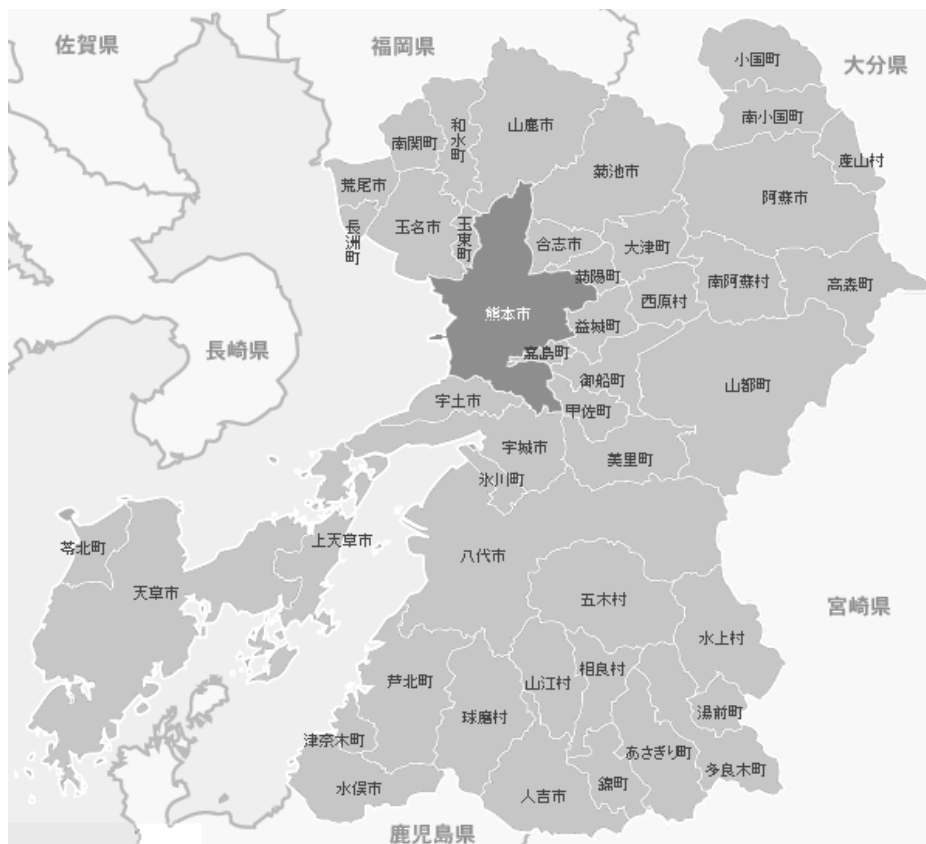 佐賀県
福岡県
大分県
小国町
南小国町
産山村
山鹿市
和水町
南関町
菊池市
荒尾市
阿蘇市
長洲町
玉名市
玉東町
合志市
大津町
菊陽町
南阿蘇村
高森町
西原村
熊本市
益城町
長崎県
嘉島町
御船町
山都町
宇土市
甲佐町
宇城市
美里町
氷川町
上天草市
苓北町
八代市
天草市
五木村
宮崎県
水上村
芦北町
山江村
相良村
球磨村
湯前町
津奈木町
あさぎり町
多良木町
水俣市
人吉市
錦町
鹿児島県